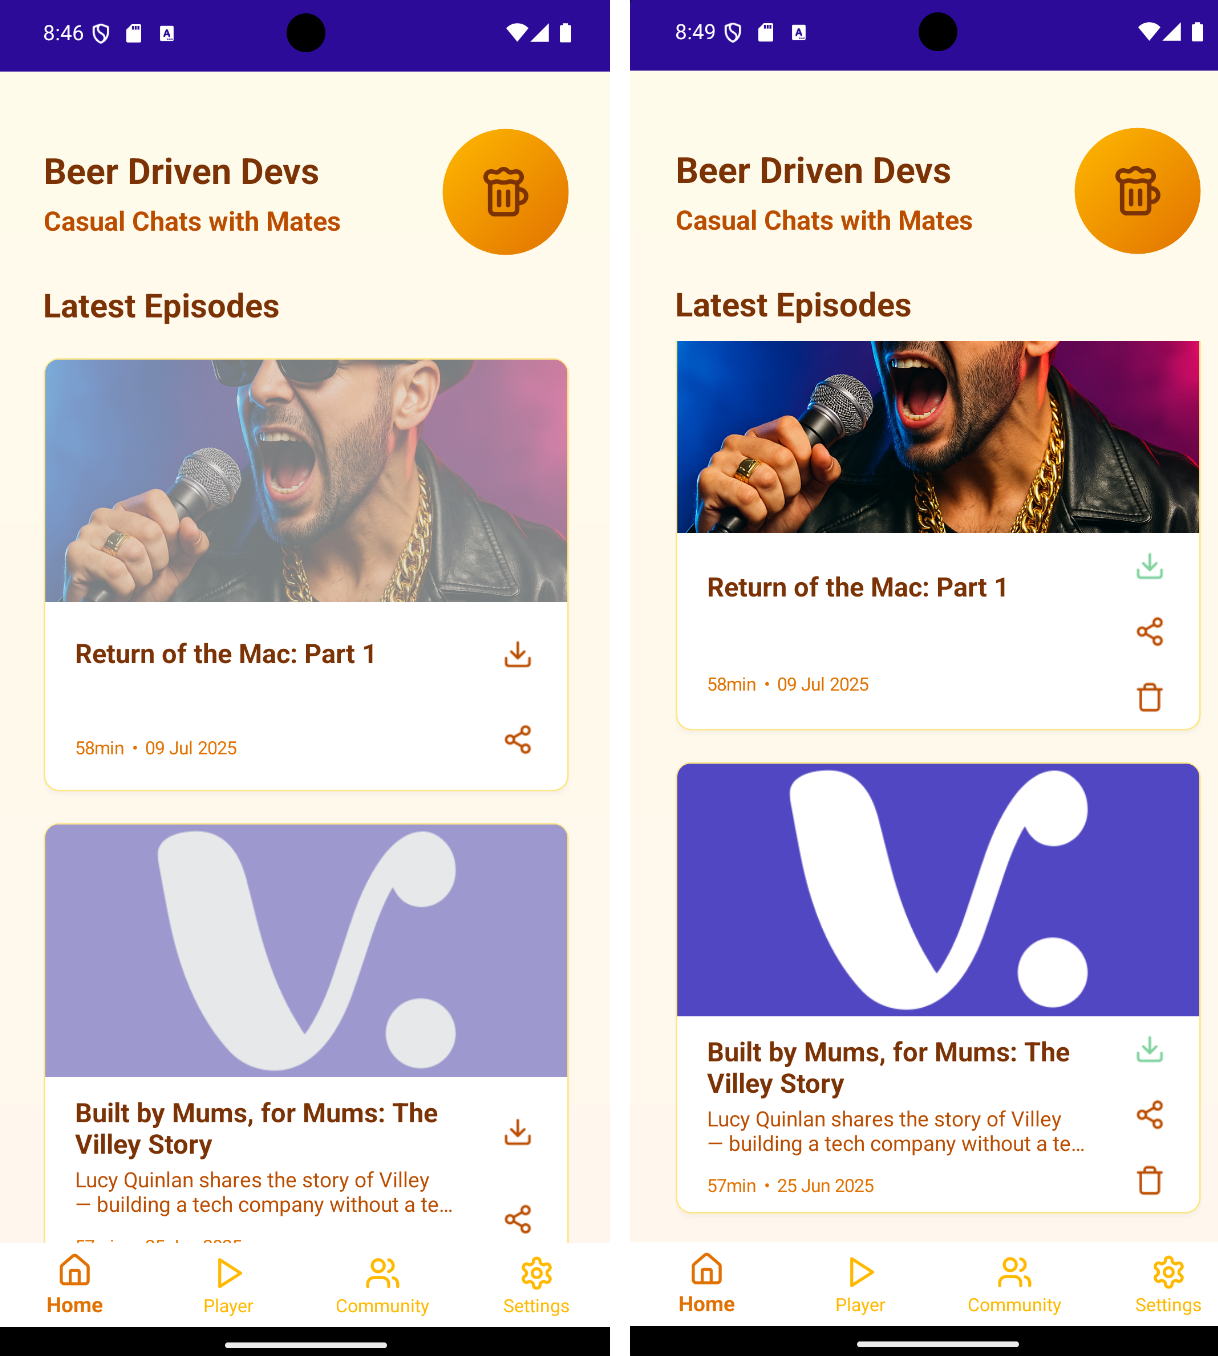 8:46
Beer Driven Devs
Casual Chats with Mates
Latest Episodes
Return of the Mac: Part 1
58min • 09 Jul 2025
Built by Mums, for Mums: The
Villey Story
Lucy Quinlan shares the story of Villey
— building a tech company without a te...
Home
Player
Community
Settings
8:49
Beer Driven Devs
Casual Chats with Mates
Latest Episodes
Return of the Mac: Part 1
58min • 09 Jul 2025
Built by Mums, for Mums: The
Villey Story
Lucy Quinlan shares the story of Villey
— building a tech company without a te...
57min • 25 Jun 2025
Home
Player
Community
Settings